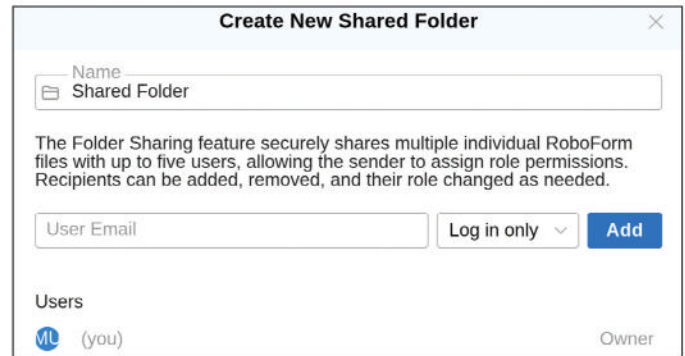 Create New Shared Folder
Name
Shared Folder
The Folder Sharing feature securely shares multiple individual RoboForm
files with up to five users, allowing the sender to assign role permissions.
Recipients can be added, removed, and their role changed as needed.
User Email
Log in only
Add
Users
MU (you) Owner